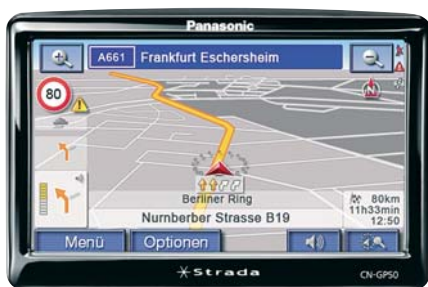 Panasonic
A661 Frankfurt Eschersheim
80
Berliner Ring
Nurnberber Strasse B19
80km
11h33min
12:50
Menü Optionen
Strada
CN-GP50